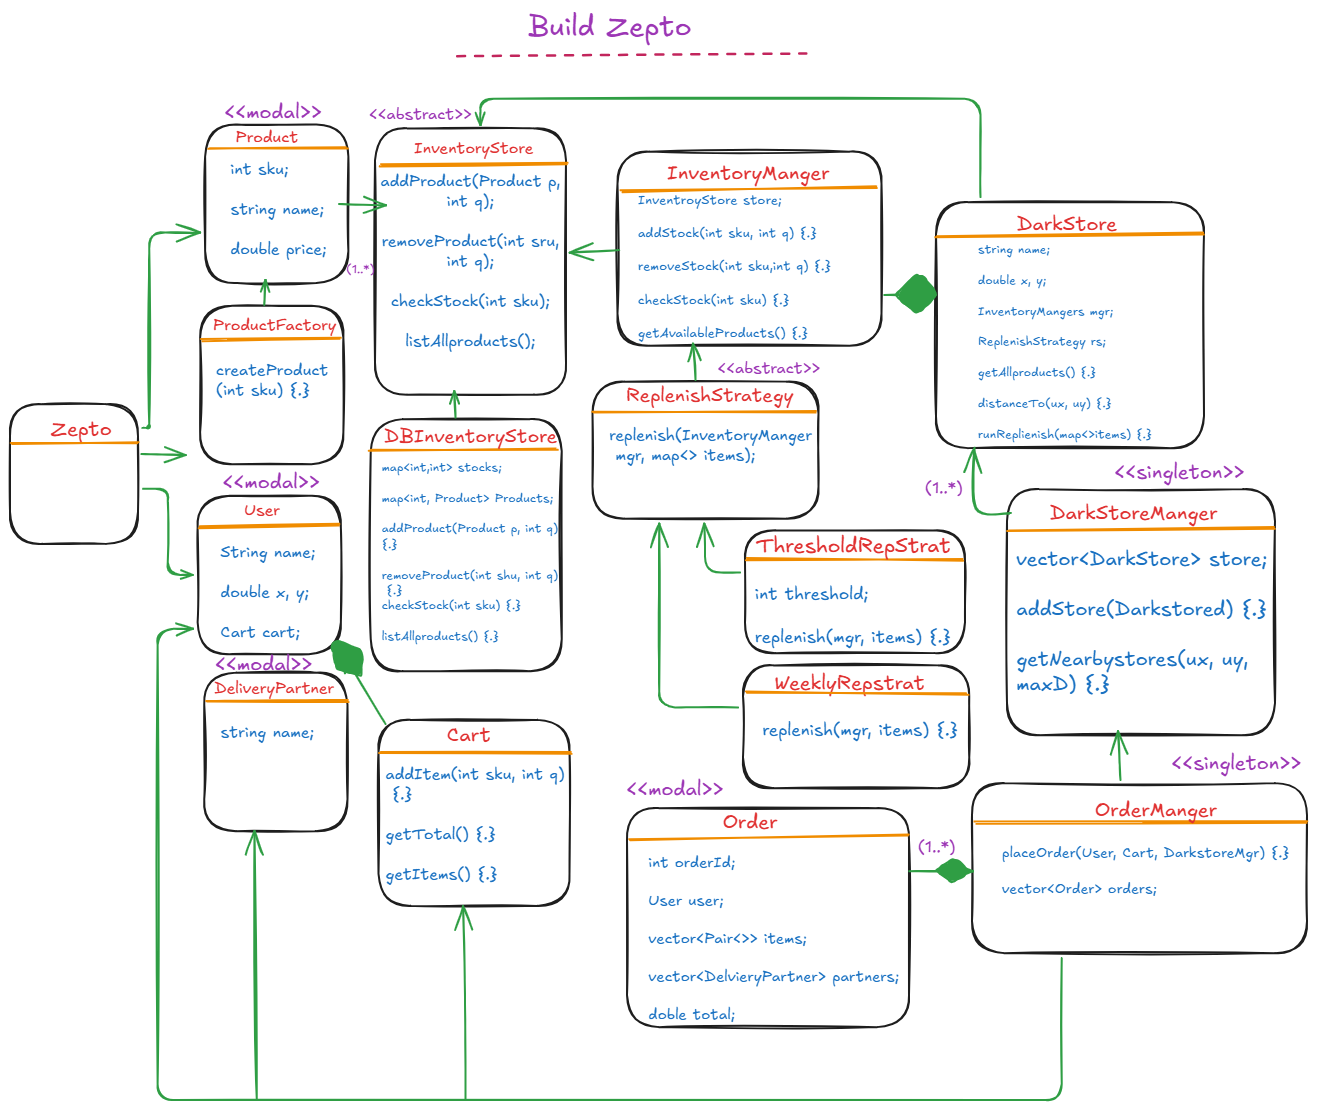 Build Zepto
<<modal>>
Product
int sku;
string name;
double price;
(1..*)
<<abstract>>
InventoryStore
addProduct(Product p,
int q);
removeProduct(int sru,
int q);
checkStock(int sku);
listAllproducts();
InventoryManger
InventroyStore store;
addStock(int sku, int q) {.}
removeStock(int sku,int q) {.}
checkStock(int sku) {.}
getAvailableProducts() {.}
DarkStore
string name;
double x, y;
InventoryMangers mgr;
ReplenishStrategy rs;
getAllproducts() {.}
distanceTo(ux, uy) {.}
runReplienish(map<>items) {.}
ProductFactory
createProduct
(int sku) {.}
Zepto
<<modal>>
User
String name;
double x, y;
Cart cart;
DBInventoryStore
map<int,int> stocks;
map<int, Product> Products;
addProduct(Product p, int q)
{.}
removeProduct(int shu, int q)
{.}
checkStock(int sku) {.}
listAllproducts() {.}
<<abstract>>
ReplenishStrategy
replenish(InventoryManger
mgr, map<> items);
ThresholdRepStrat
int threshold;
replenish(mgr, items) {.}
WeeklyRepstrat
replenish(mgr, items) {.}
(1..*)
<<singleton>>
DarkStoreManger
vector<DarkStore> store;
addStore(Darkstored) {.}
getNearbystores(ux, uy,
maxD) {.}
<<modal>>
DeliveryPartner
string name;
Cart
addItem(int sku, int q)
{.}
getTotal() {.}
getItems() {.}
<<modal>>
Order
int orderId;
User user;
vector<Pair<>> items;
vector<DelvieryPartner> partners;
doble total;
(1..*)
<<singleton>>
OrderManger
placeOrder(User, Cart, DarkstoreMgr) {.}
vector<Order> orders;